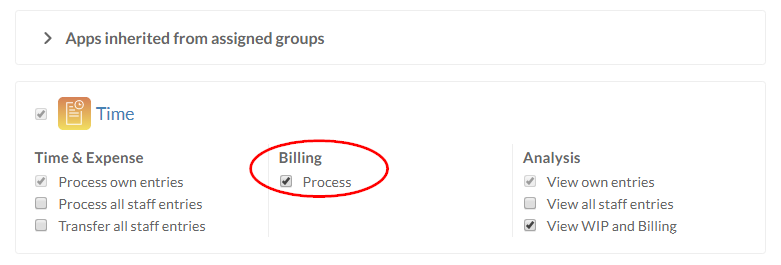 Apps inherited from assigned groups
Time
Time & Expense
Process own entries
Process all staff entries
Transfer all staff entries
Billing
Process
Analysis
View own entries
View all staff entries
View WIP and Billing